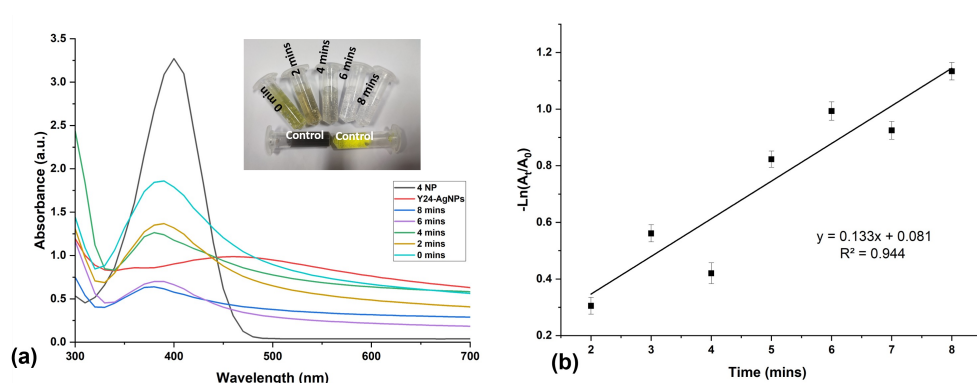 3.5
3.0
2.5
2.0
1.5
1.0
0.5
0.0
Absorbance (a.u.)
300
400
500
600
700
Wavelength (nm)
(a)
0 min
2 mins
4 mins
6 mins
8 mins
Control
Control
4 NP
Y24-AgNPs
8 mins
6 mins
4 mins
2 mins
0 mins
1.2
1.0
0.8
0.6
0.4
0.2
-Ln(At/A0)
y = 0.133x + 0.081
R² = 0.944
2
3
4
5
6
7
8
Time (mins)
(b)